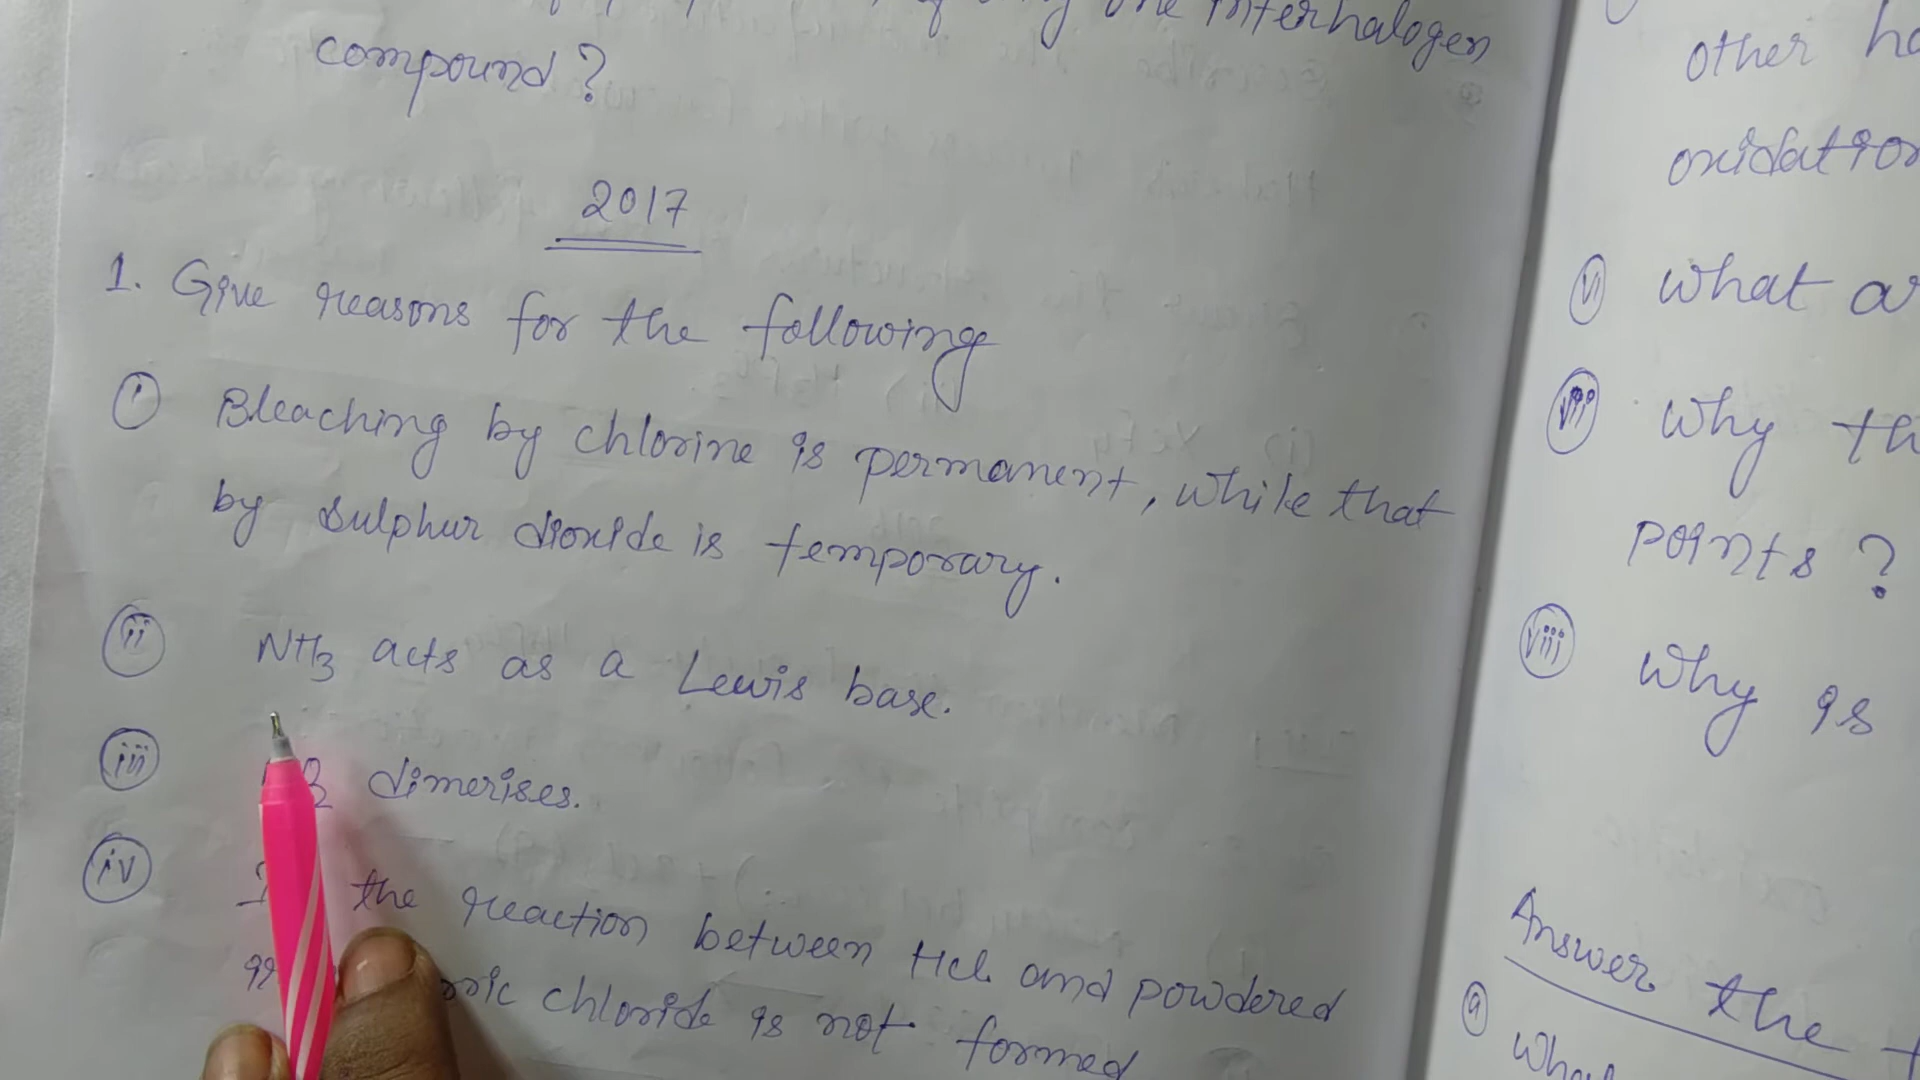 one interhalogen
compound?
2017
1. Give reasons for the following
i Bleaching by chlorine is permanent, while that
by sulphur dioxide is temporary.
ii NH3 acts as a Lewis base.
iii dimerises.
iv the reaction between HCl and powdered
chloride is not formed
other
vi what
vii why
points?
viii why is
Answer the
a